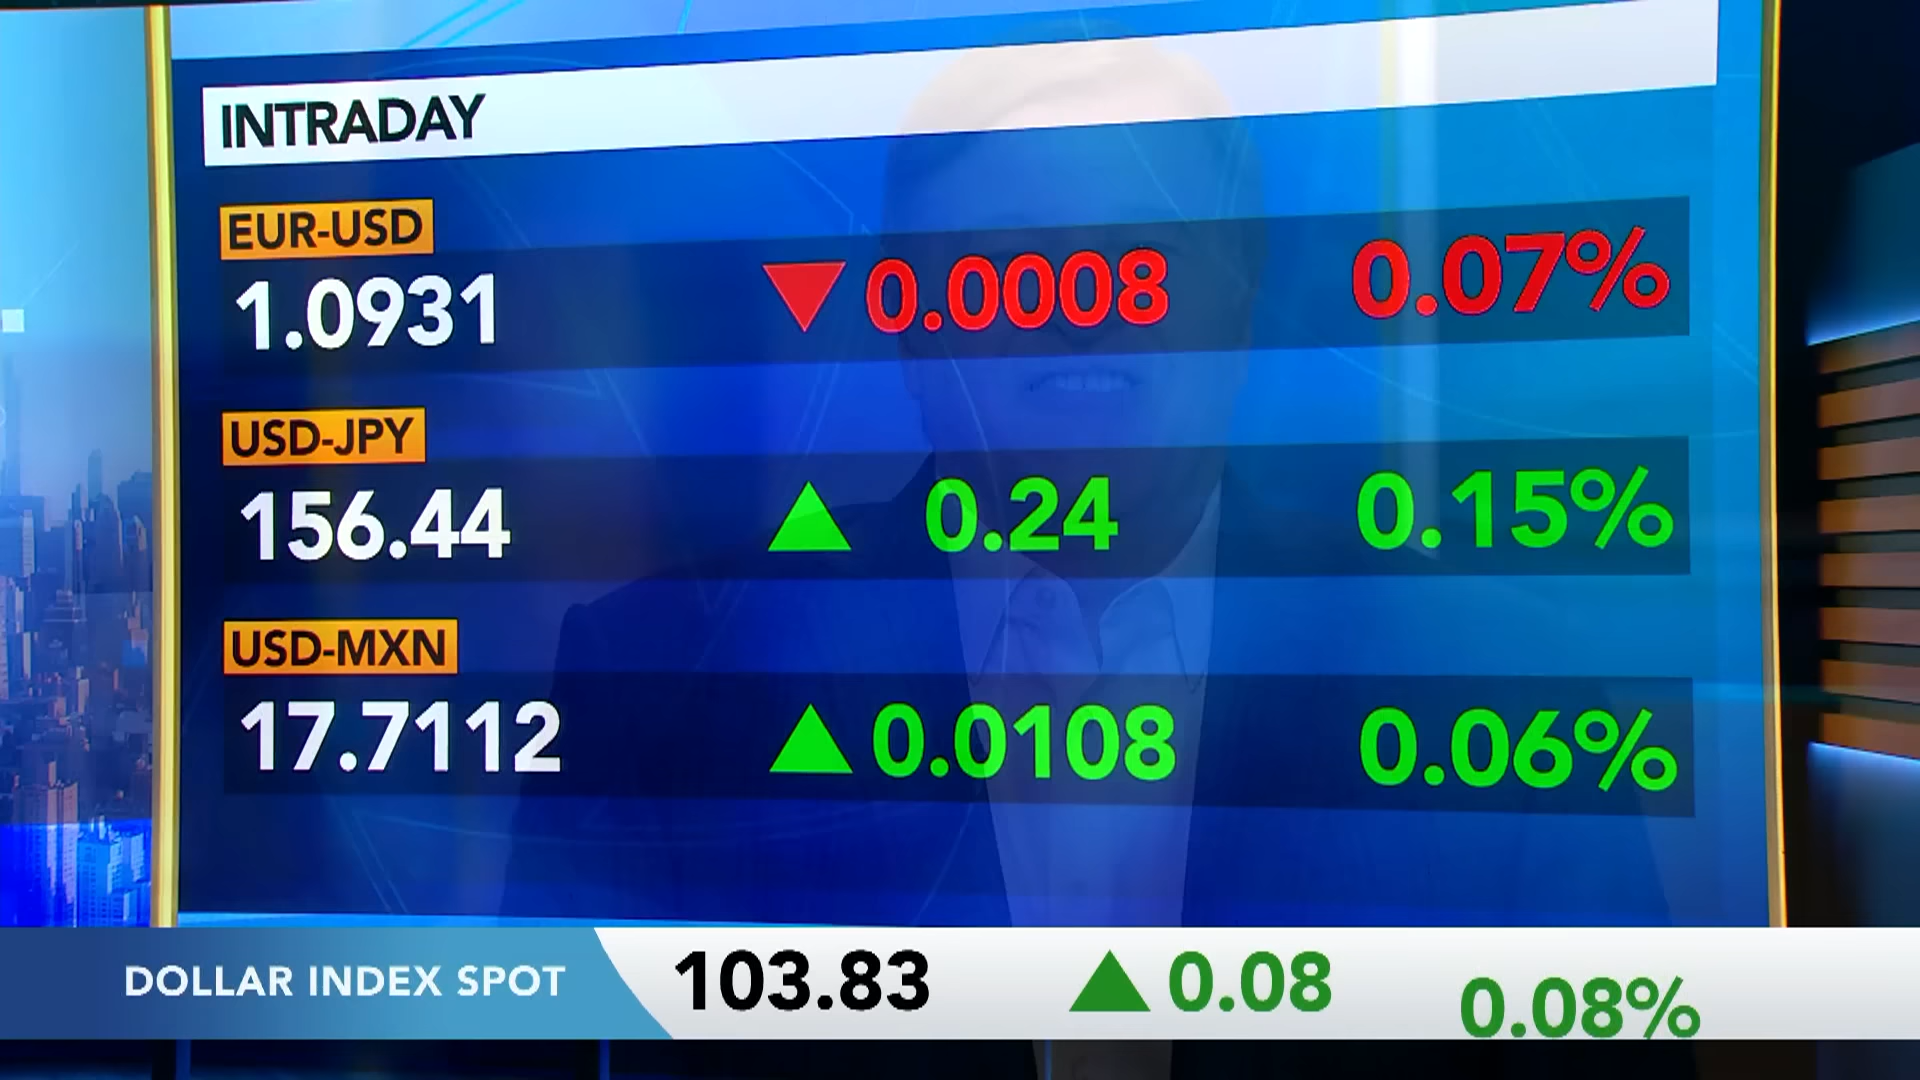 INTRADAY
EUR-USD
1.0931 ▼ 0.0008 0.07%
USD-JPY
156.44 ▲ 0.24 0.15%
USD-MXN
17.7112 ▲ 0.0108 0.06%
DOLLAR INDEX SPOT 103.83 ▲ 0.08 0.08%